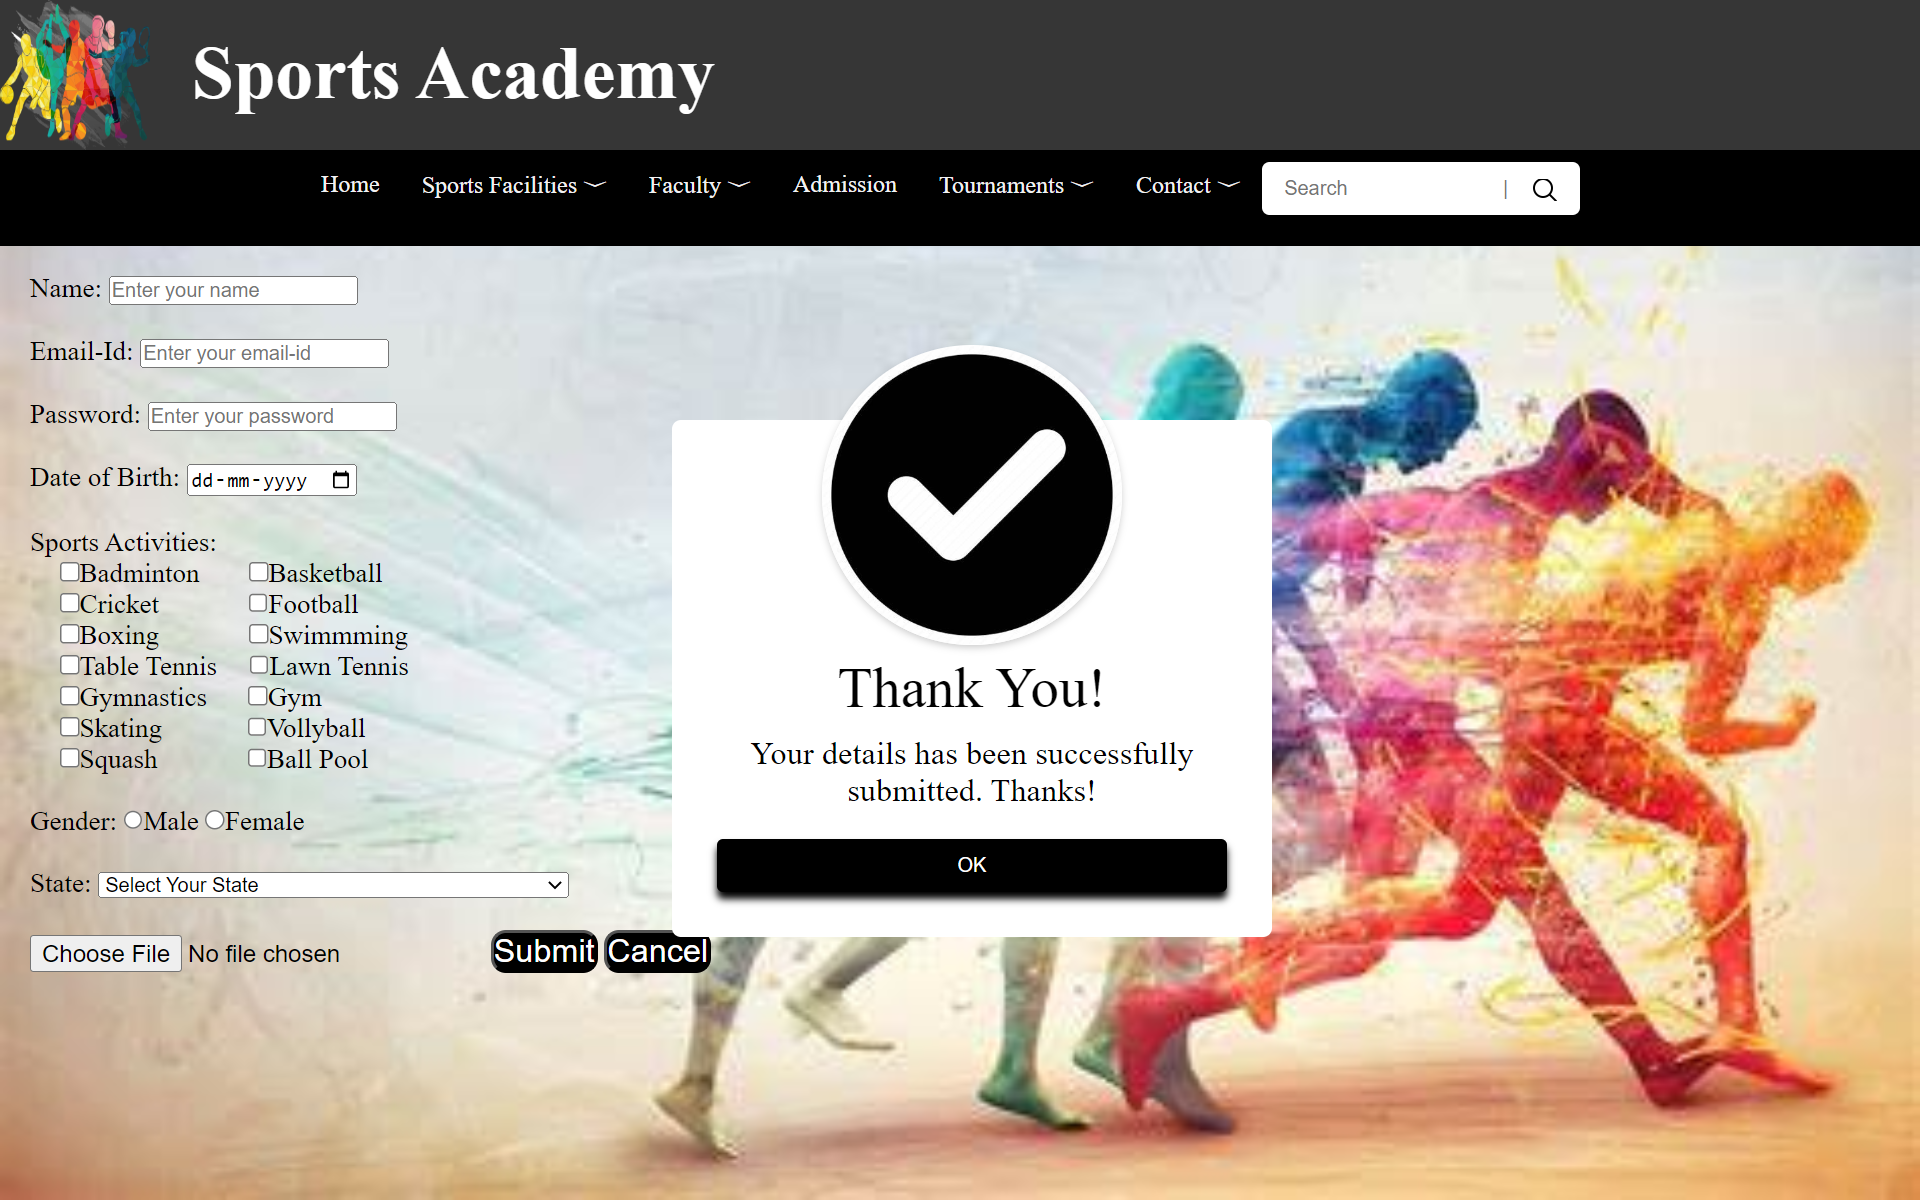 Sports Academy
Home Sports Facilities Faculty Admission Tournaments Contact Search |
Name: Enter your name
Email-Id: Enter your email-id
Password: Enter your password
Date of Birth: dd-mm-yyyy
Sports Activities:
Badminton Basketball
Cricket Football
Boxing Swimmming
Table Tennis Lawn Tennis
Gymnastics Gym
Skating Vollyball
Squash Ball Pool
Gender: Male Female
State: Select Your State
Choose File No file chosen Submit Cancel
Thank You!
Your details has been successfully
submitted. Thanks!
OK